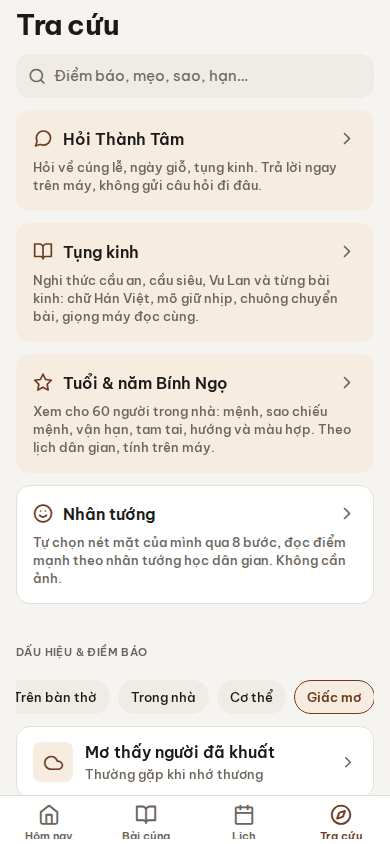 Tra cứu
Điềm báo, mẹo, sao, hạn...
Hỏi Thành Tâm
Hỏi về cúng lễ, ngày giỗ, tụng kinh. Trả lời ngay
trên máy, không gửi câu hỏi đi đâu.
Tụng kinh
Nghi thức cầu an, cầu siêu, Vu Lan và từng bài
kinh: chữ Hán Việt, mõ giữ nhịp, chuông chuyển
bài, giọng máy đọc cùng.
Tuổi & năm Bính Ngọ
Xem cho 60 người trong nhà: mệnh, sao chiếu
mệnh, vận hạn, tam tai, hướng và màu hợp. Theo
lịch dân gian, tính trên máy.
Nhân tướng
Tự chọn nét mặt của mình qua 8 bước, đọc điểm
mạnh theo nhân tướng học dân gian. Không cần
ảnh.
DẤU HIỆU & ĐIỀM BÁO
Trên bàn thờ Trong nhà Cơ thể Giấc mơ
Mơ thấy người đã khuất
Thường gặp khi nhớ thương
Hôm nay Bài cúng Lịch Tra cứu